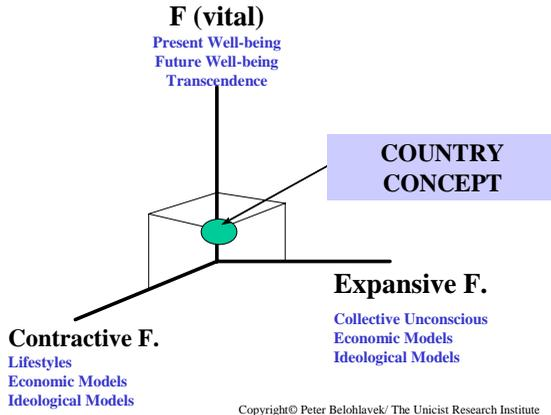 F (vital)
Present Well-being
Future Well-being
Transcendence
COUNTRY
CONCEPT
Expansive F.
Collective Unconscious
Economic Models
Ideological Models
Contractive F.
Lifestyles
Economic Models
Ideological Models
Copyright© Peter Belohlavek/ The Unicist Research Institute